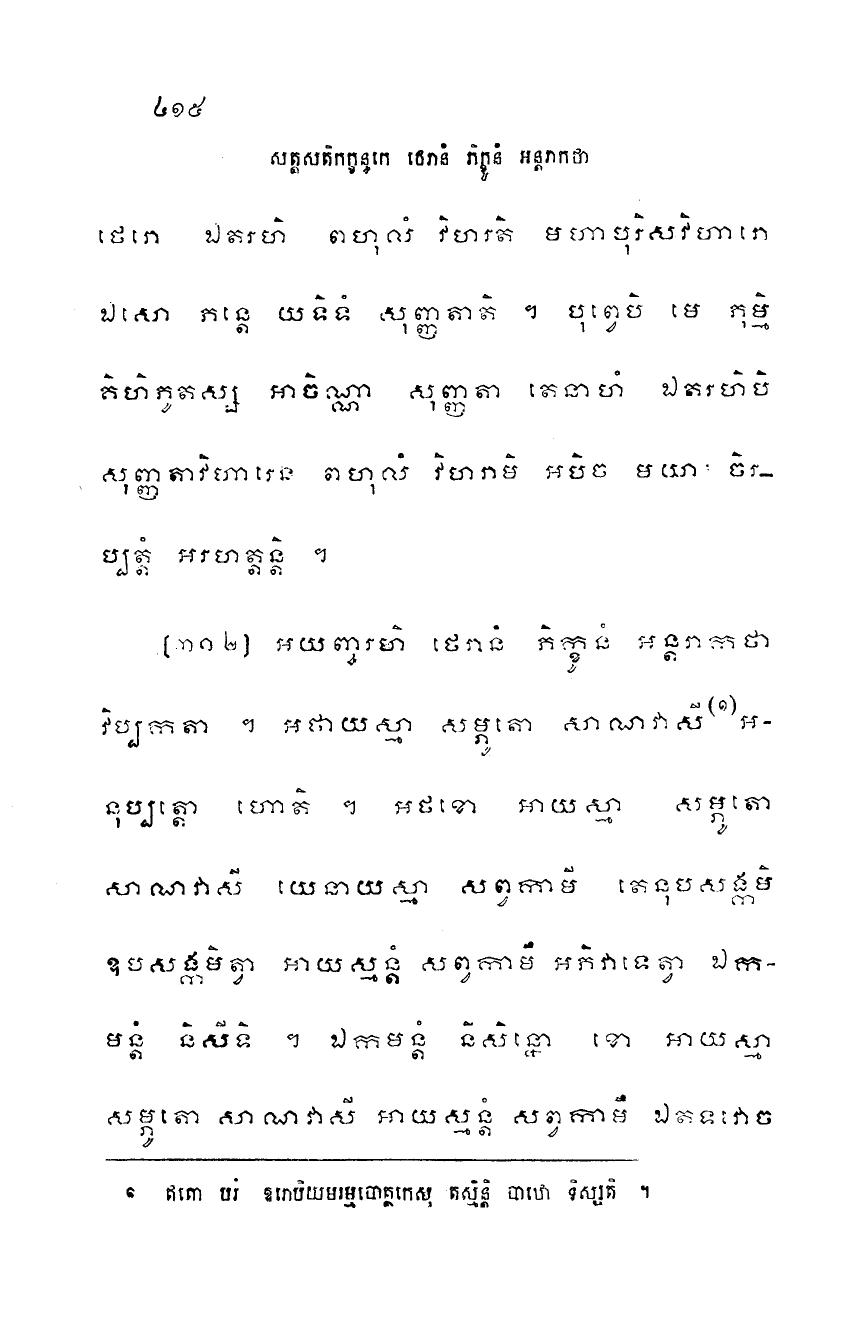 ៤១៥
សត្តសតិកក្ខន្ធកេ ថេរានំ ភិក្ខូនំ អន្តរាកថា
ថេរោ ឯតរហិ ពហុលំ វិហរតិ មហាបុរិសវិហារោ
ឯសោ ភន្តេ យទិទំ សុញ្ញតាតិ ។ បុព្វេបិ មេ ភុម្មិ
គិហិភូតស្ស អាចិណ្ណា សុញ្ញតា តេនាហំ ឯតរហិបិ
សុញ្ញតាវិហារេន ពហុលំ វិហរាមិ អបិច មយា ចិរ-
ប្បត្តំ អរហត្តន្តិ ។
[៣១២] អយញ្ចរហិ ថេរានំ ភិក្ខូនំ អន្តរាកថា
វិប្បកតា ។ អថាយស្មា សម្ភូតោ សាណវាសី(១)អ-
នុប្បត្តោ ហោតិ ។ អថខោ អាយស្មា សម្ភូតោ
សាណវាសី យេនាយស្មា សព្វកាមី តេនុបសង្កមិ
ឧបសង្កមិត្វា អាយស្មន្តំ សព្វកាមឹ អភិវាទេត្វា ឯក-
មន្តំ និសីទិ ។ ឯកមន្តំ និសិន្នោ ខោ អាយស្មា
សម្ភូតោ សាណវាសី អាយស្មន្តំ សព្វកាមឹ ឯតទវោច
១ ឥតោ បរំ ឱរោបិយមរម្មបោត្ថកេសុ តស្មិន្តិ បាឋោ ទិស្សតិ ។